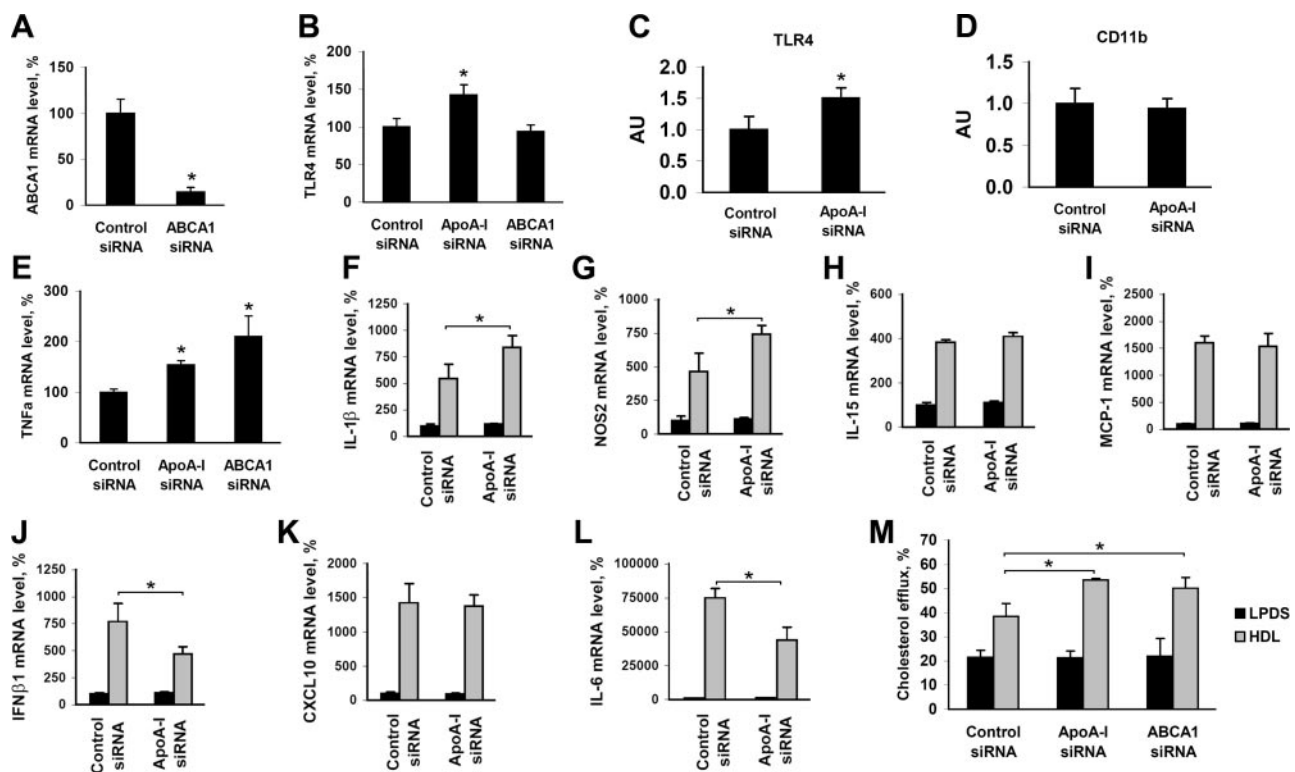 A
ABCA1 mRNA level, %
150
100
50
0
*
Control
siRNA
ABCA1
siRNA
B
TLR4 mRNA level, %
200
150
100
50
0
*
Control
siRNA
ApoA-I
siRNA
ABCA1
siRNA
C
TLR4
AU
2.0
1.5
1.0
0.5
0.0
*
Control
siRNA
ApoA-I
siRNA
D
CD11b
AU
1.5
1.0
0.5
0.0
Control
siRNA
ApoA-I
siRNA
E
TNFa mRNA level, %
300
200
100
0
*
*
Control
siRNA
ApoA-I
siRNA
ABCA1
siRNA
F
IL-1β mRNA level, %
1250
1000
750
500
250
0
*
Control
siRNA
ApoA-I
siRNA
G
NOS2 mRNA level, %
1000
750
500
250
0
*
Control
siRNA
ApoA-I
siRNA
H
IL-15 mRNA level, %
600
400
200
0
Control
siRNA
ApoA-I
siRNA
I
MCP-1 mRNA level, %
2500
2000
1500
1000
500
0
Control
siRNA
ApoA-I
siRNA
J
IFNβ1 mRNA level, %
1250
1000
750
500
250
0
*
Control
siRNA
ApoA-I
siRNA
K
CXCL10 mRNA level, %
2000
1500
1000
500
0
Control
siRNA
ApoA-I
siRNA
L
IL-6 mRNA level, %
100000
75000
50000
25000
0
*
Control
siRNA
ApoA-I
siRNA
M
Cholesterol efflux, %
70
60
50
40
30
20
10
0
*
*
Control
siRNA
ApoA-I
siRNA
ABCA1
siRNA
LPDS
HDL